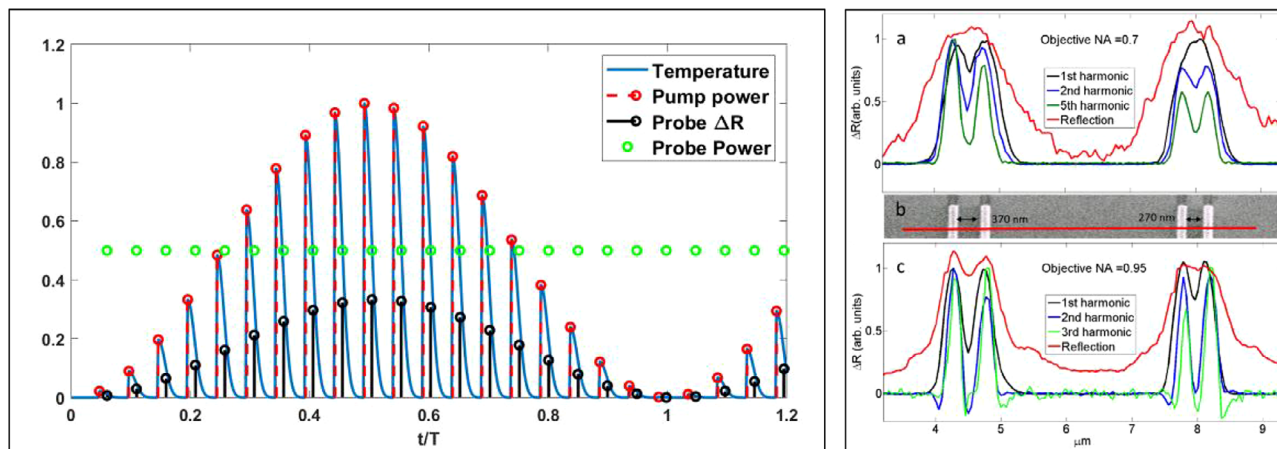 1.2
1
0.8
0.6
0.4
0.2
0
Temperature
Pump power
Probe ΔR
Probe Power
0 0.2 0.4 0.6 0.8 1 1.2
t/T
a
Objective NA =0.7
1st harmonic
2nd harmonic
5th harmonic
Reflection
ΔR(arb. units)
1
0.5
0
b
370 nm
270 nm
c
Objective NA =0.95
1st harmonic
2nd harmonic
3rd harmonic
Reflection
ΔR (arb. units)
1
0.5
0
4 5 6 7 8 9
μm